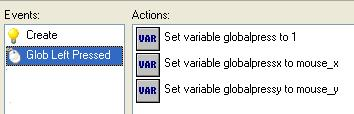 Events:
Actions:
Create
Glob Left Pressed
VAR Set variable globalpress to 1
VAR Set variable globalpressx to mouse_x
VAR Set variable globalpressy to mouse_y